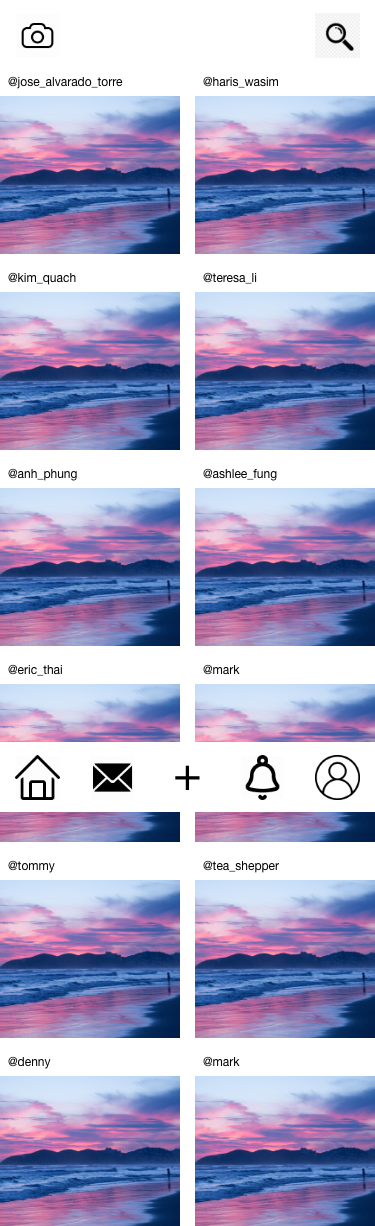 @jose_alvarado_torre
@haris_wasim
@kim_quach
@teresa_li
@anh_phung
@ashlee_fung
@eric_thai
@mark
@tommy
@tea_shepper
@denny
@mark